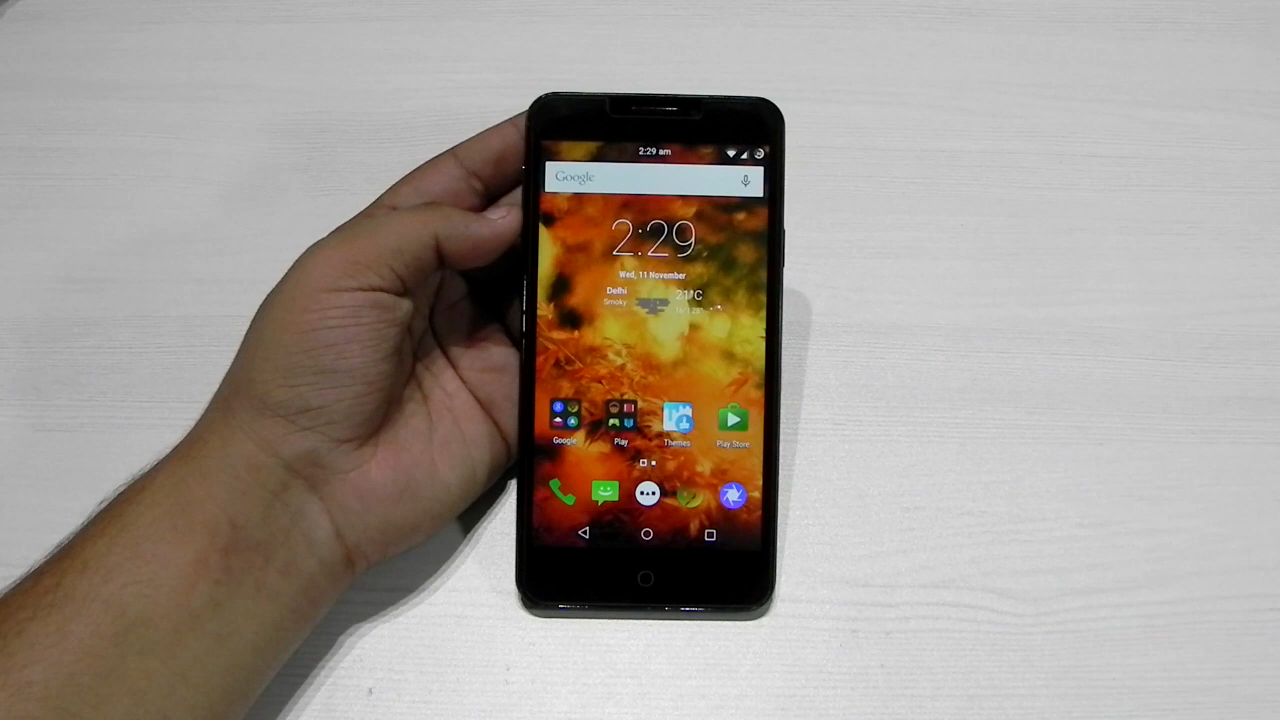 2:29 am
Google
2:29
Wed, 11 November
Delhi
Smoky
21°C
Google
Play
Themes
Play Store